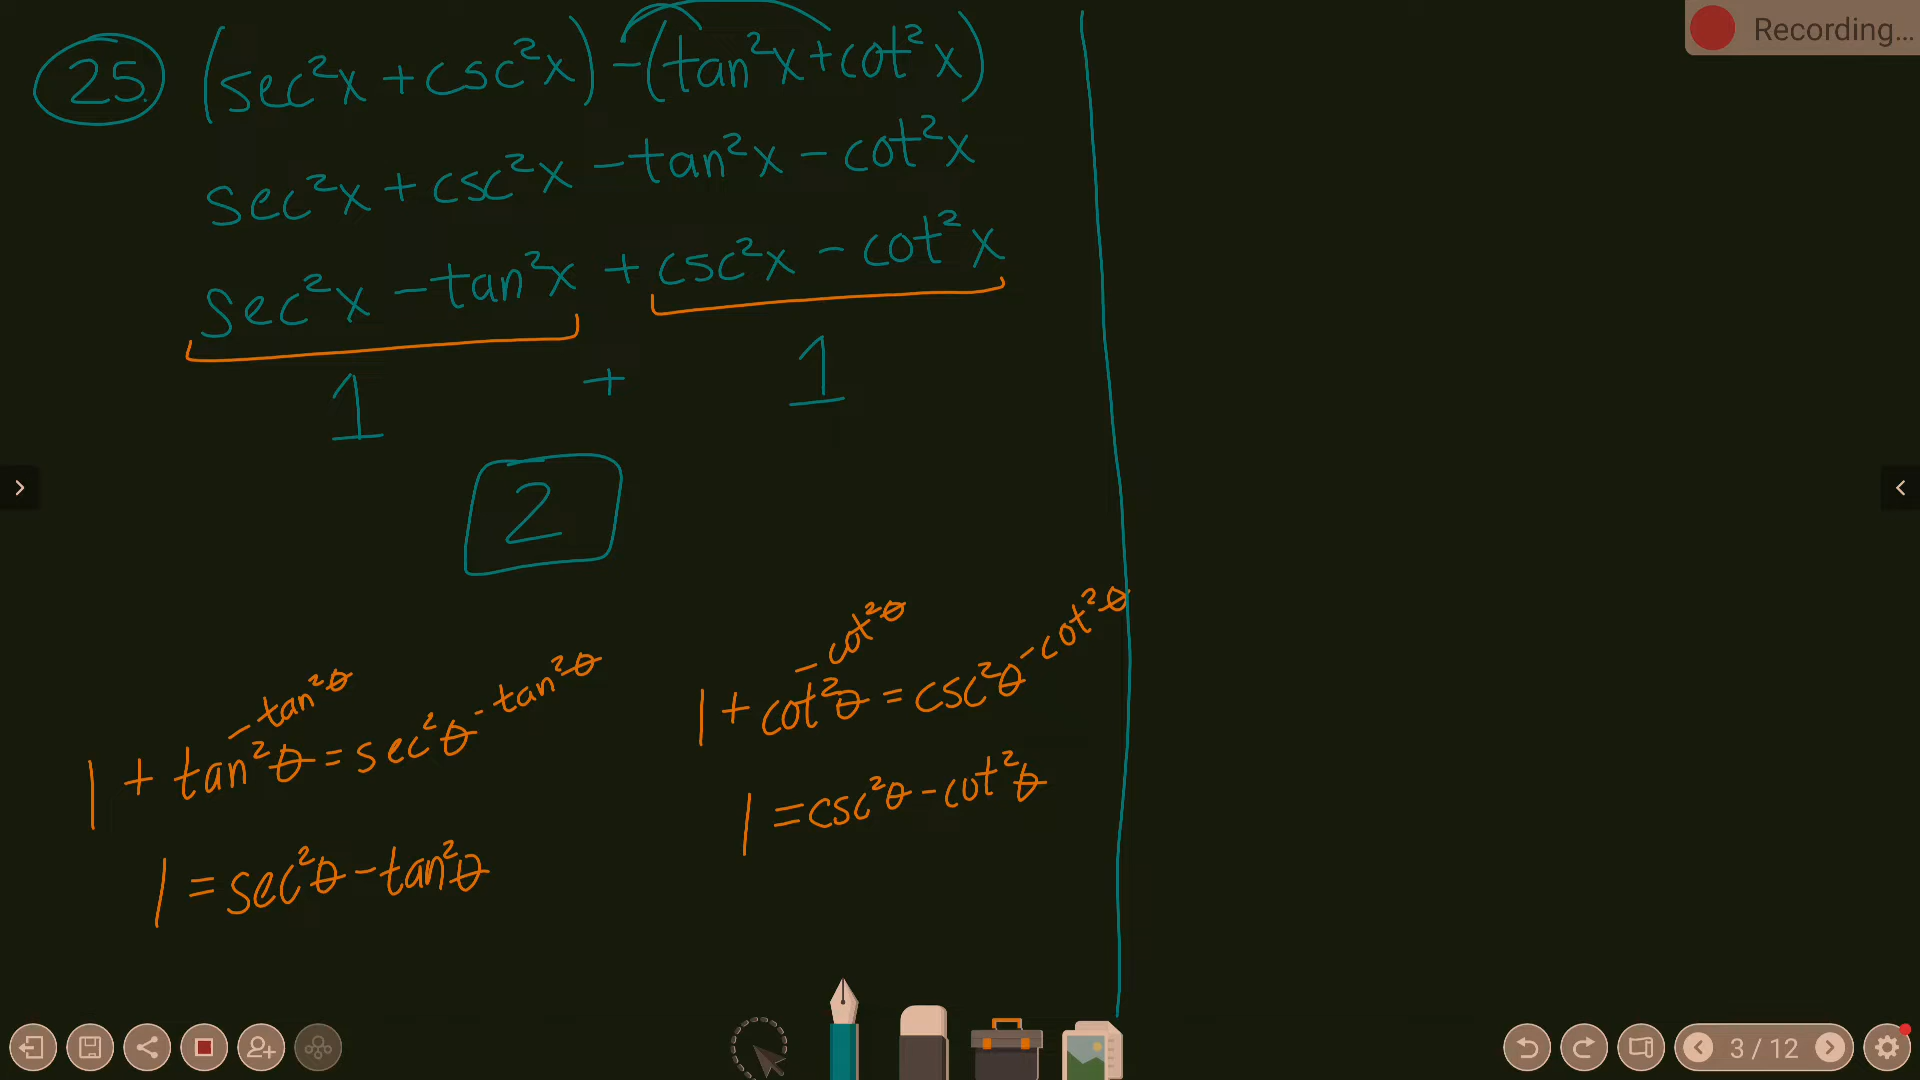 Recording...
25 (sec²x + csc²x) - (tan²x + cot²x)
sec²x + csc²x - tan²x - cot²x
sec²x - tan²x + csc²x - cot²x
1 + 1
2
-tan²θ -tan²θ
1 + tan²θ = sec²θ
1 = sec²θ - tan²θ
-cot²θ -cot²θ
1 + cot²θ = csc²θ
1 = csc²θ - cot²θ
3 / 12